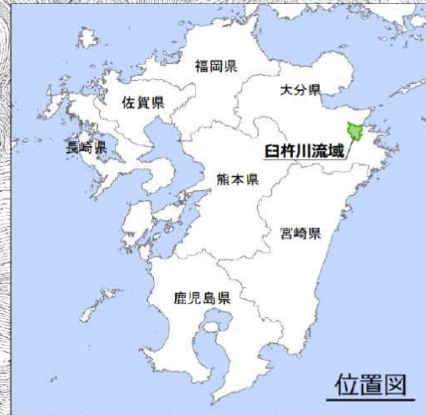 福岡県
大分県
佐賀県
長崎県
臼杵川流域
熊本県
宮崎県
鹿児島県
位置図